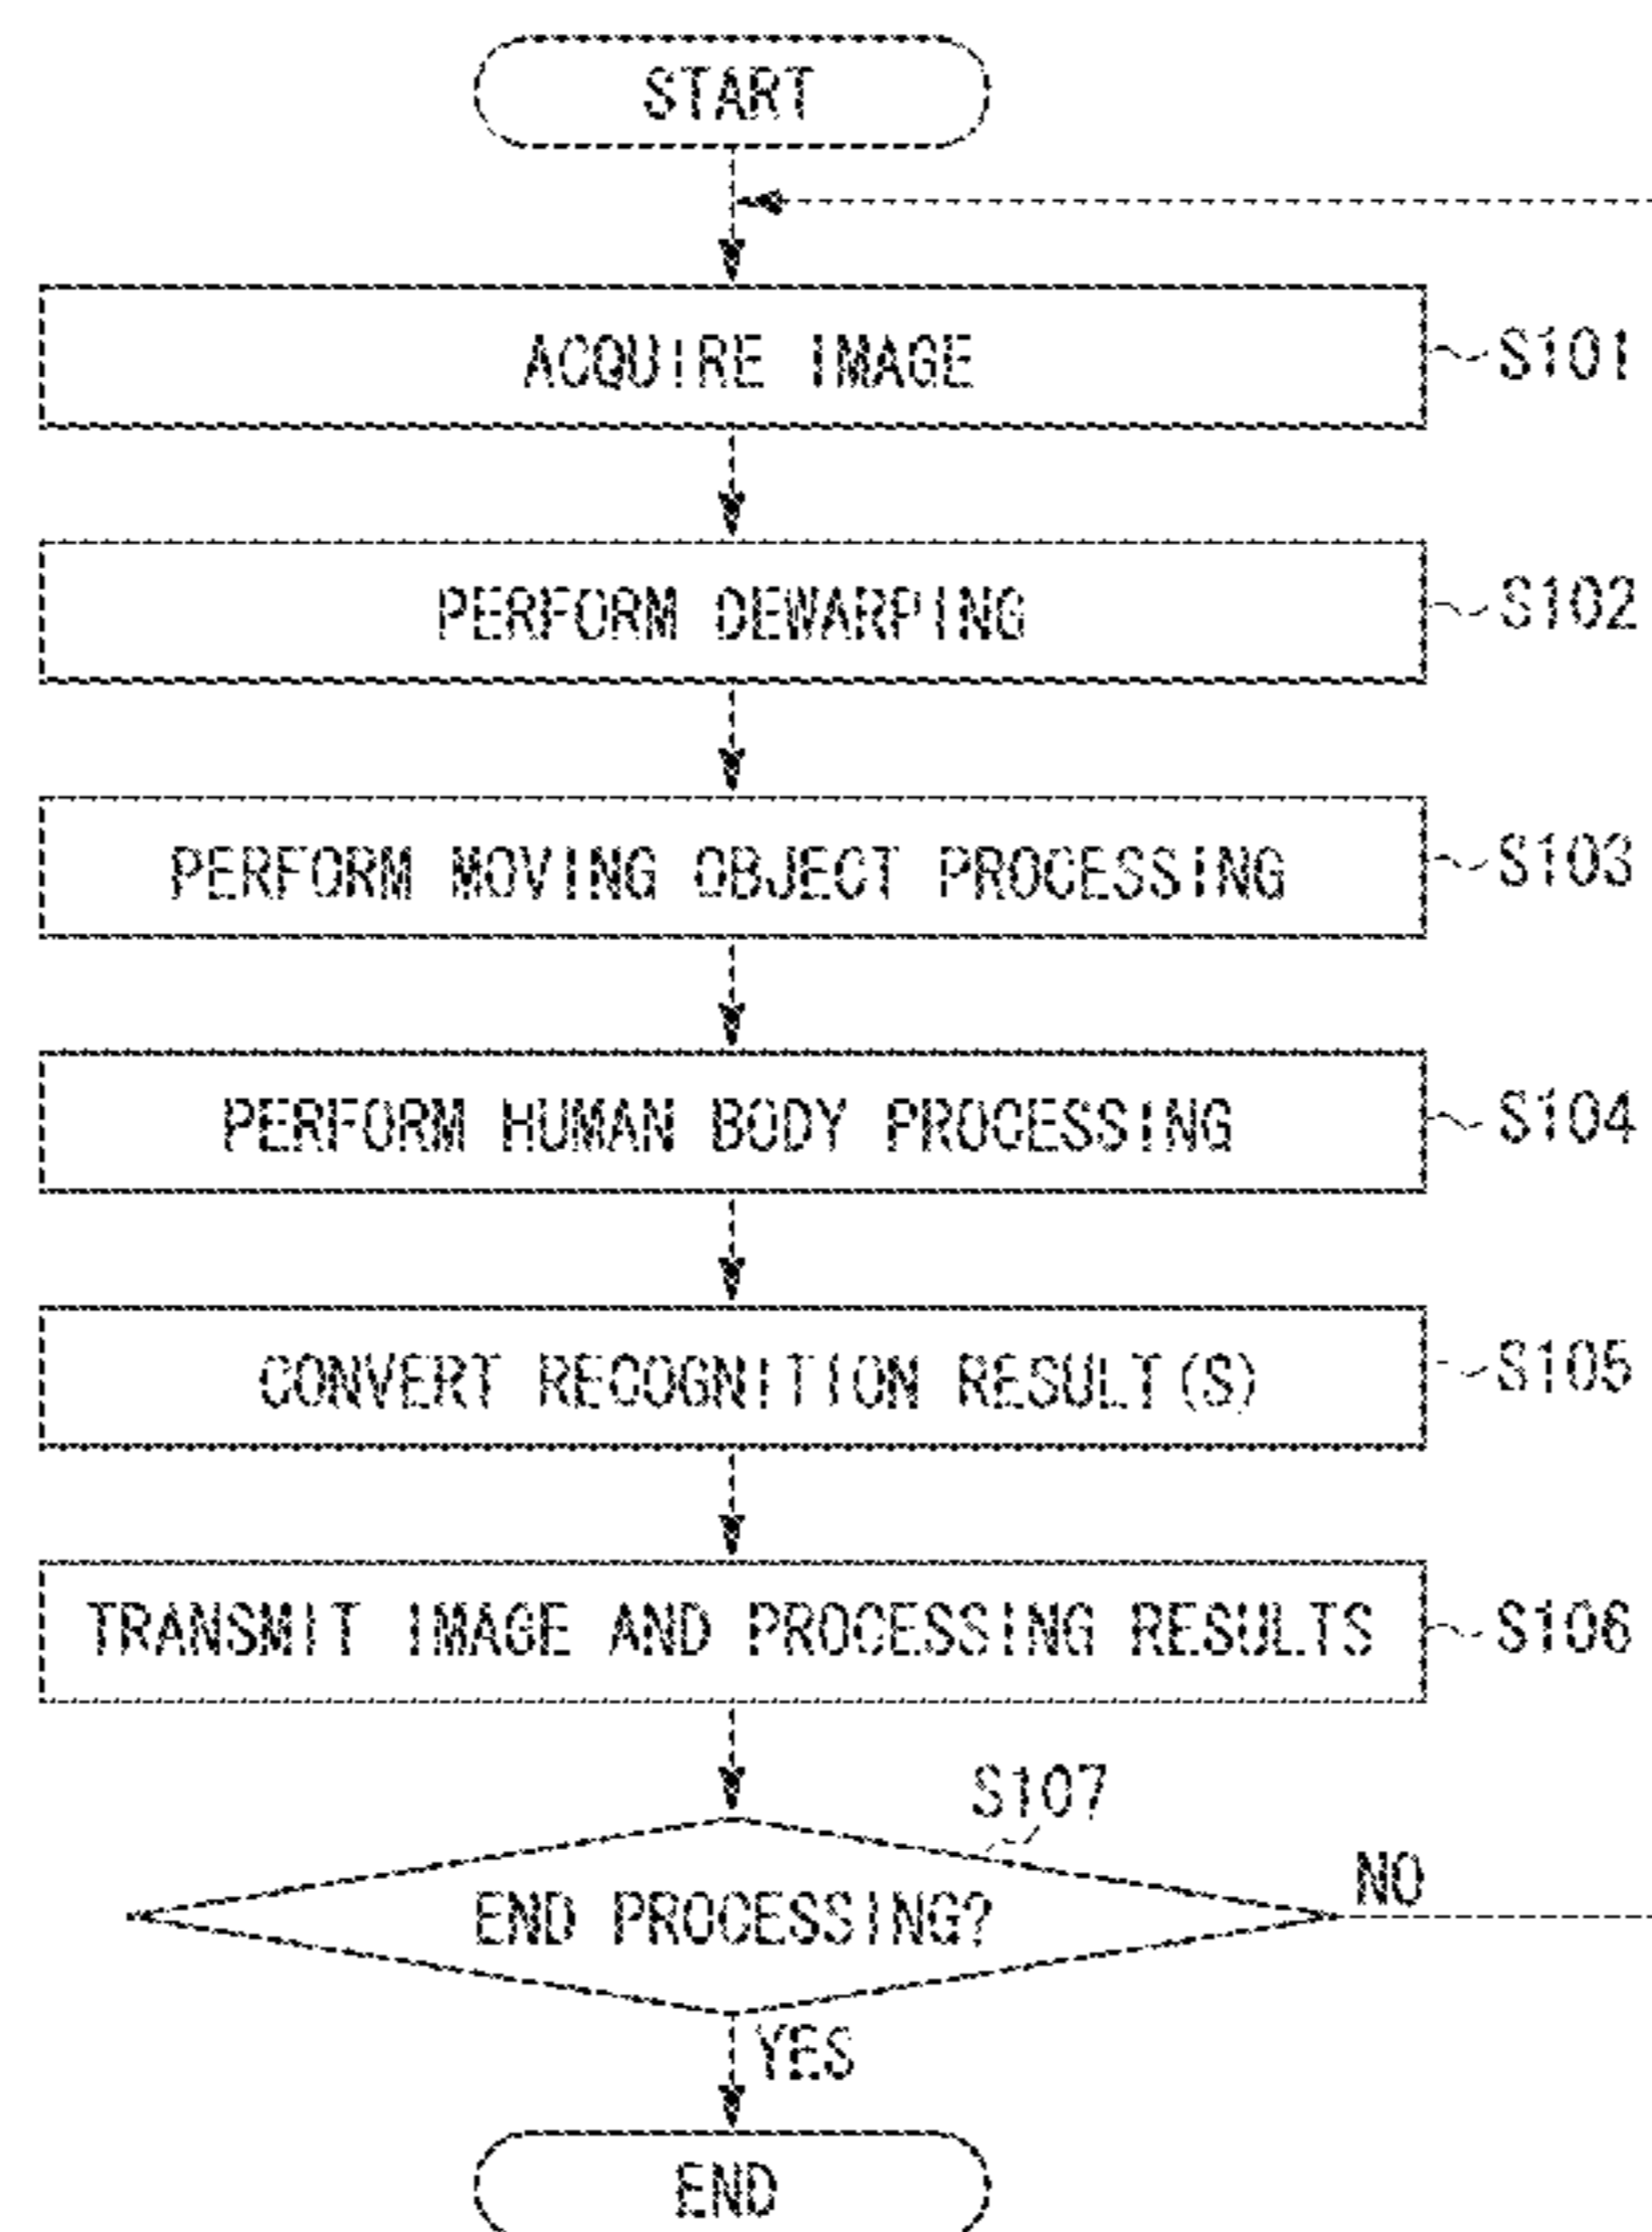 START
ACQUIRE IMAGE
S101
PERFORM DEWARPING
S102
PERFORM MOVING OBJECT PROCESSING
S103
PERFORM HUMAN BODY PROCESSING
S104
CONVERT RECOGNITION RESULT(S)
S105
TRANSMIT IMAGE AND PROCESSING RESULTS
S106
S107
END PROCESSING?
NO
YES
END